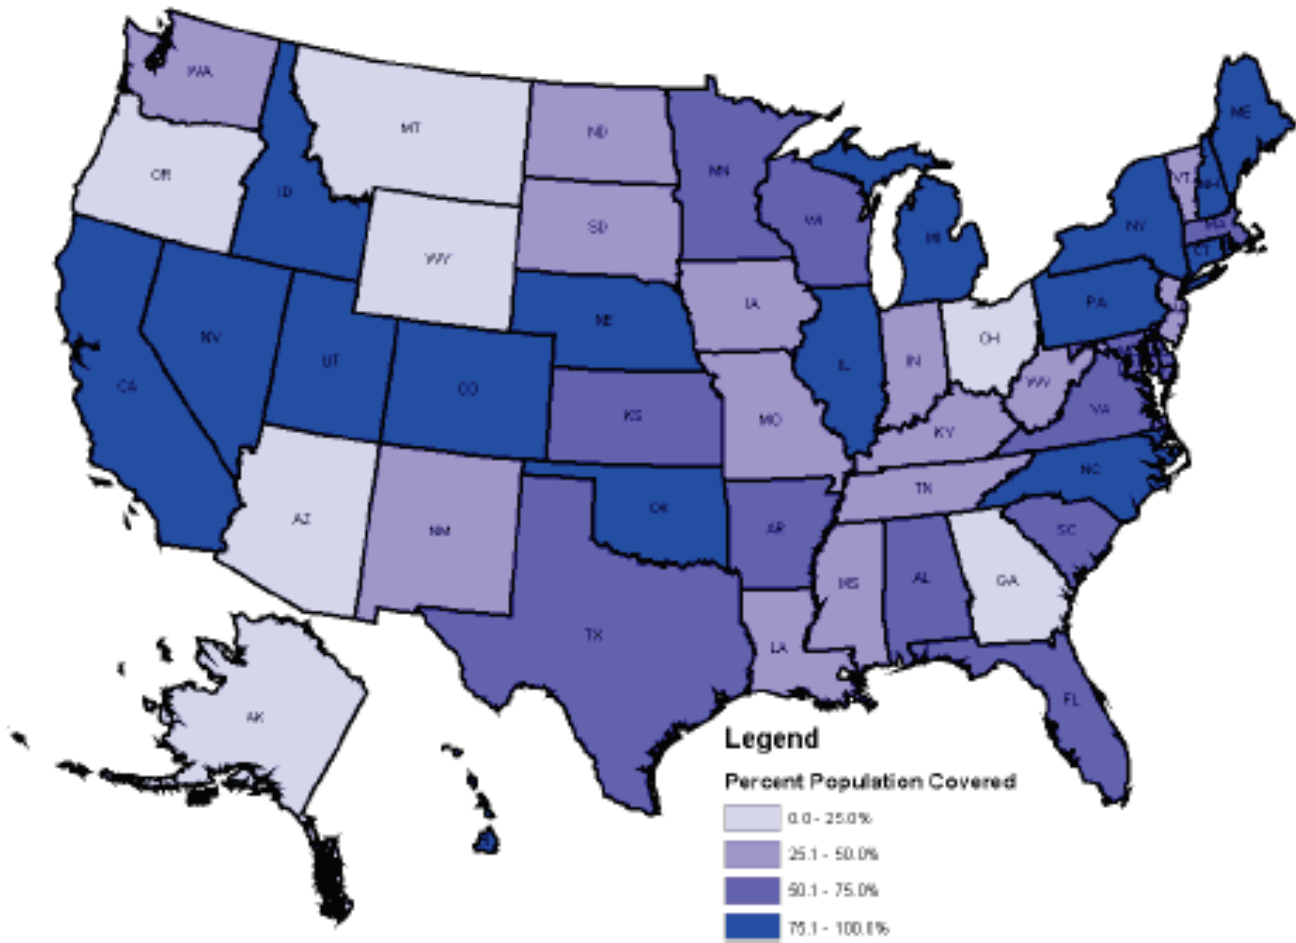 WA
MT
ND
MN
ME
OR
ID
SD
WI
MI
VT
NH
NY
MA
CT
WY
NE
IA
PA
NV
UT
CO
IL
IN
OH
CA
KS
MO
WV
VA
KY
NC
TN
AZ
NM
OK
AR
SC
MS
AL
GA
TX
LA
AK
FL
Legend
Percent Population Covered
0.0 - 25.0%
25.1 - 50.0%
50.1 - 75.0%
75.1 - 100.0%